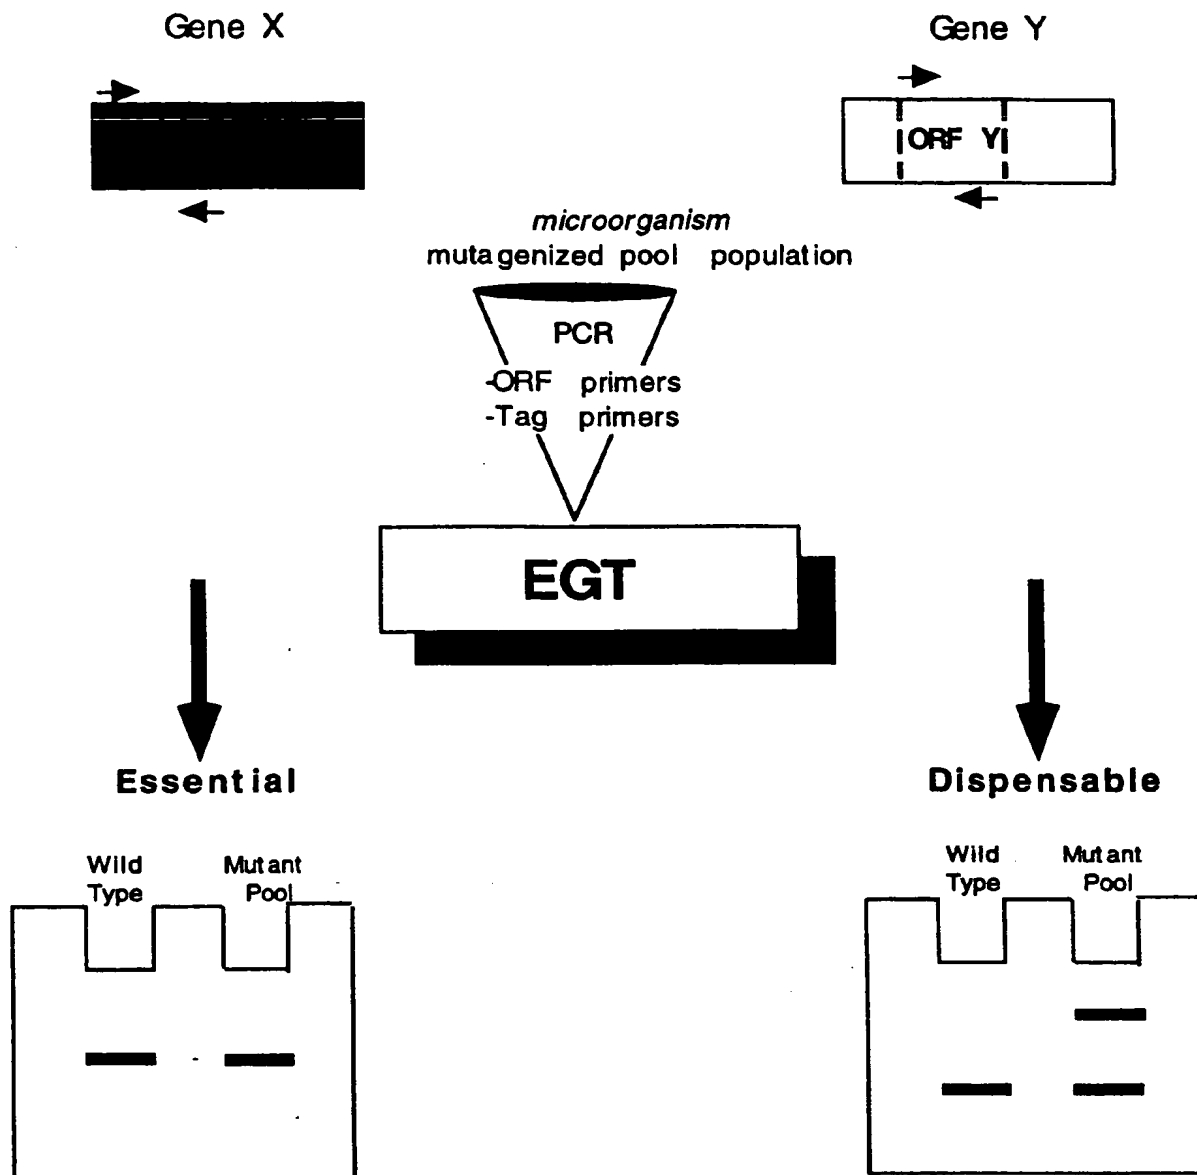 Gene X
Gene Y
ORF Y
microorganism
mutagenized pool population
PCR
-ORF primers
-Tag primers
EGT
Essential
Dispensable
Wild
Type
Mutant
Pool
Wild
Type
Mutant
Pool